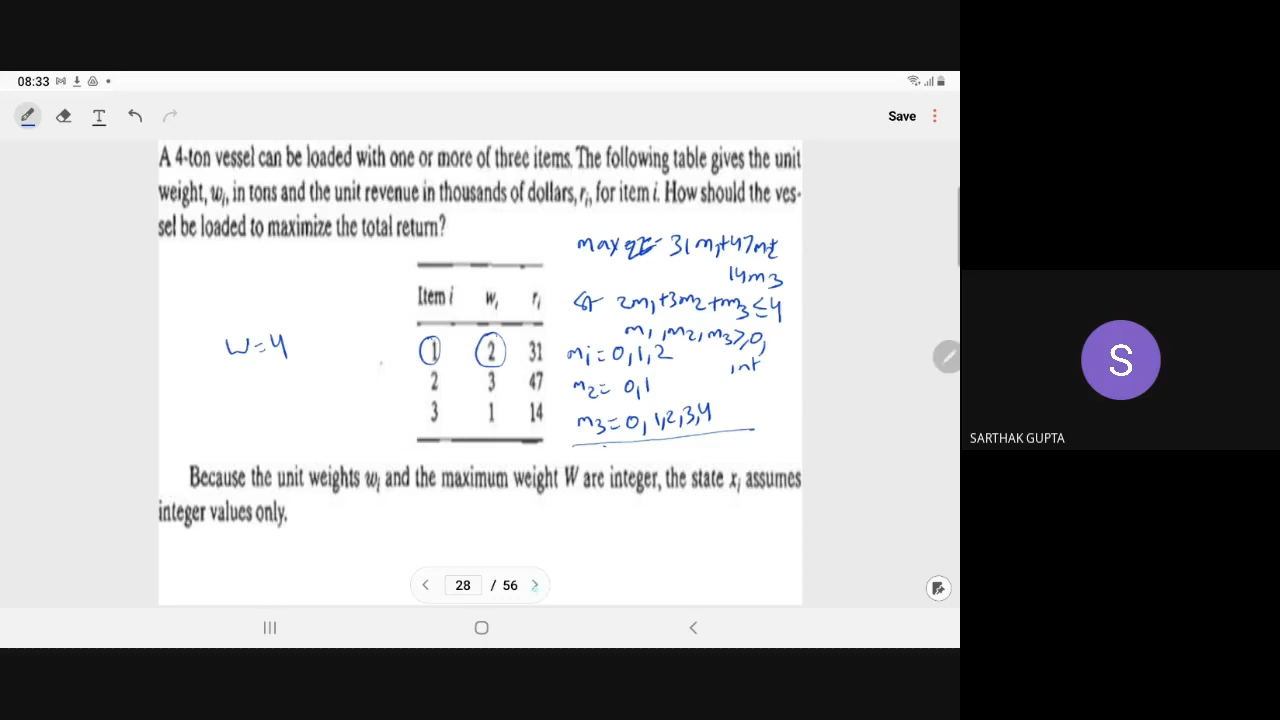 08:33
Save
A 4-ton vessel can be loaded with one or more of three items. The following table gives the unit
weight, wᵢ, in tons and the unit revenue in thousands of dollars, rᵢ, for item i. How should the ves-
sel be loaded to maximize the total return?
max z = 31m₁+47m₂+
14m₃
Item i wᵢ rᵢ
St 2m₁+3m₂+m₃≤4
m₁,m₂,m₃≥0,
int
W=4
1 2 31
m₁=0,1,2
2 3 47
m₂= 0,1
3 1 14
m₃=0,1,2,3,4
Because the unit weights wᵢ and the maximum weight W are integer, the state xᵢ assumes
integer values only.
28 / 56
S
SARTHAK GUPTA